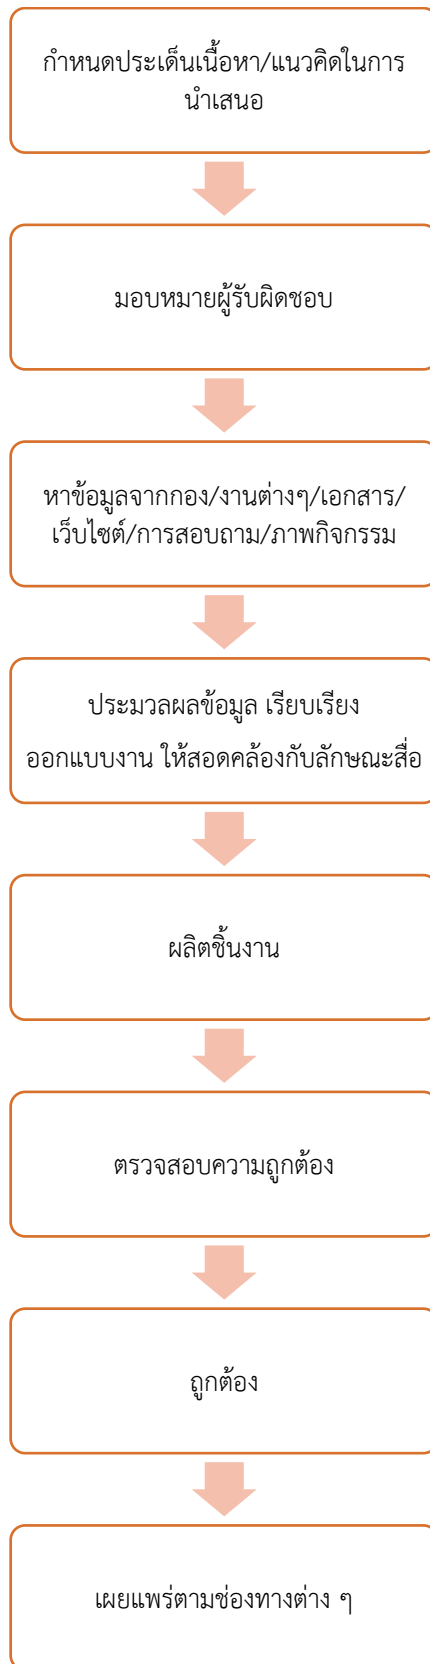 กำหนดประเด็นเนื้อหา/แนวคิดในการ
นำเสนอ
มอบหมายผู้รับผิดชอบ
หาข้อมูลจากกอง/งานต่างๆ/เอกสาร/
เว็บไซต์/การสอบถาม/ภาพกิจกรรม
ประมวลผลข้อมูล เรียบเรียง
ออกแบบงาน ให้สอดคล้องกับลักษณะสื่อ
ผลิตชิ้นงาน
ตรวจสอบความถูกต้อง
ถูกต้อง
เผยแพร่ตามช่องทางต่าง ๆ